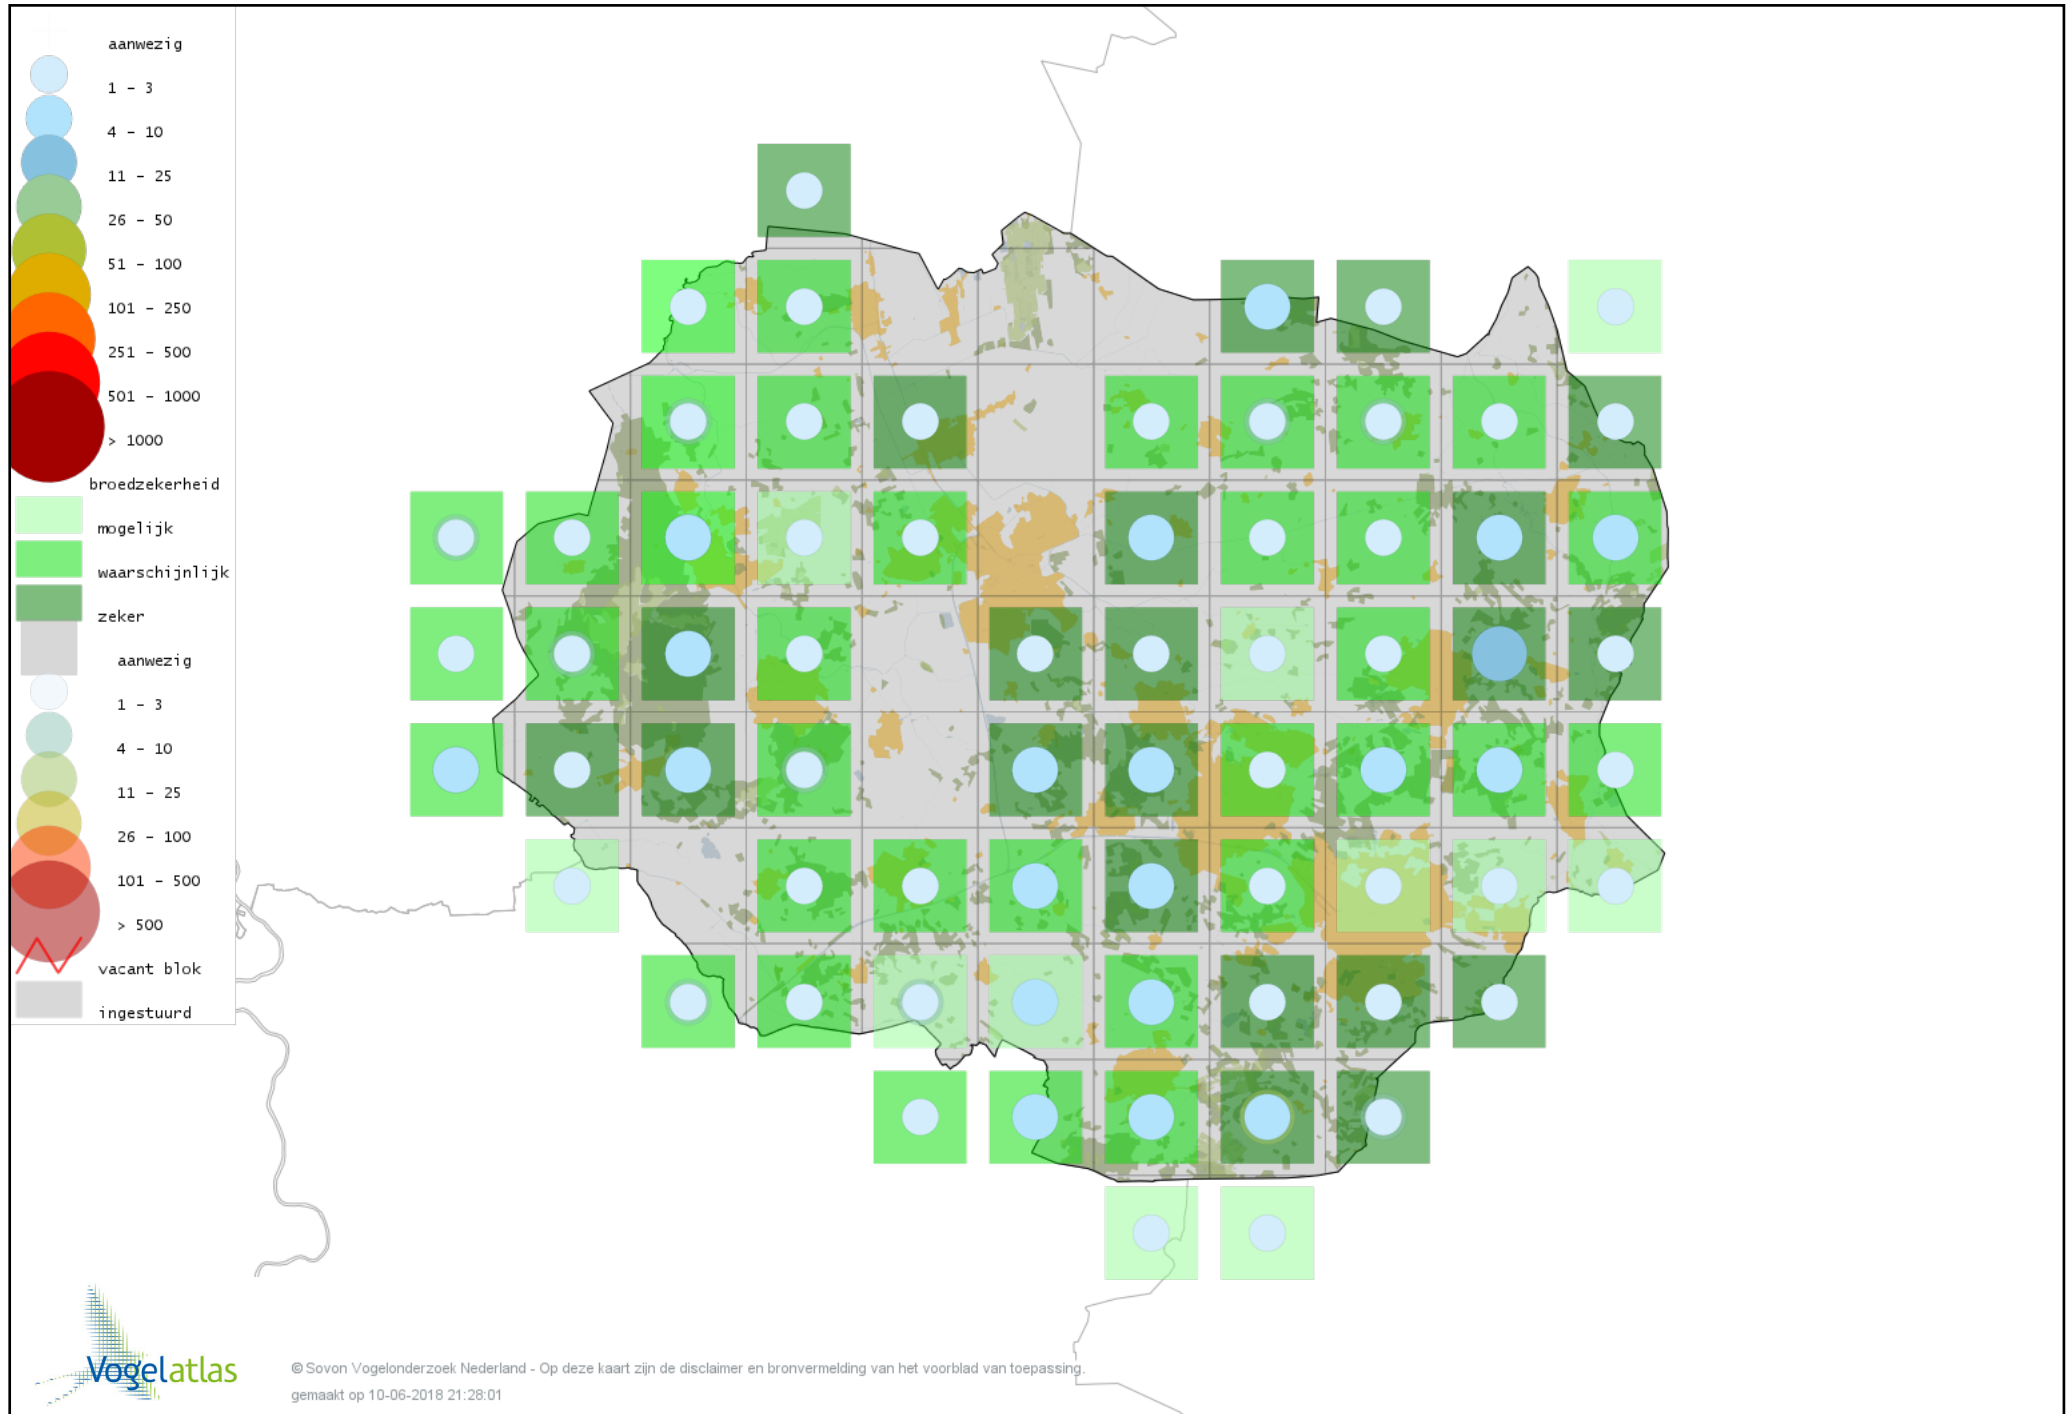 aanwezig
1 - 3
4 - 10
11 - 25
26 - 50
51 - 100
101 - 250
251 - 500
501 - 1000
> 1000
broedzekerheid
mogelijk
waarschijnlijk
zeker
aanwezig
1 - 3
4 - 10
11 - 25
26 - 100
101 - 500
> 500
vacant blok
ingestuurd
Vogelatlas
© Sovon Vogelonderzoek Nederland - Op deze kaart zijn de disclaimer en bronvermelding van het voorblad van toepassing.
gemaakt op 10-06-2018 21:28:01